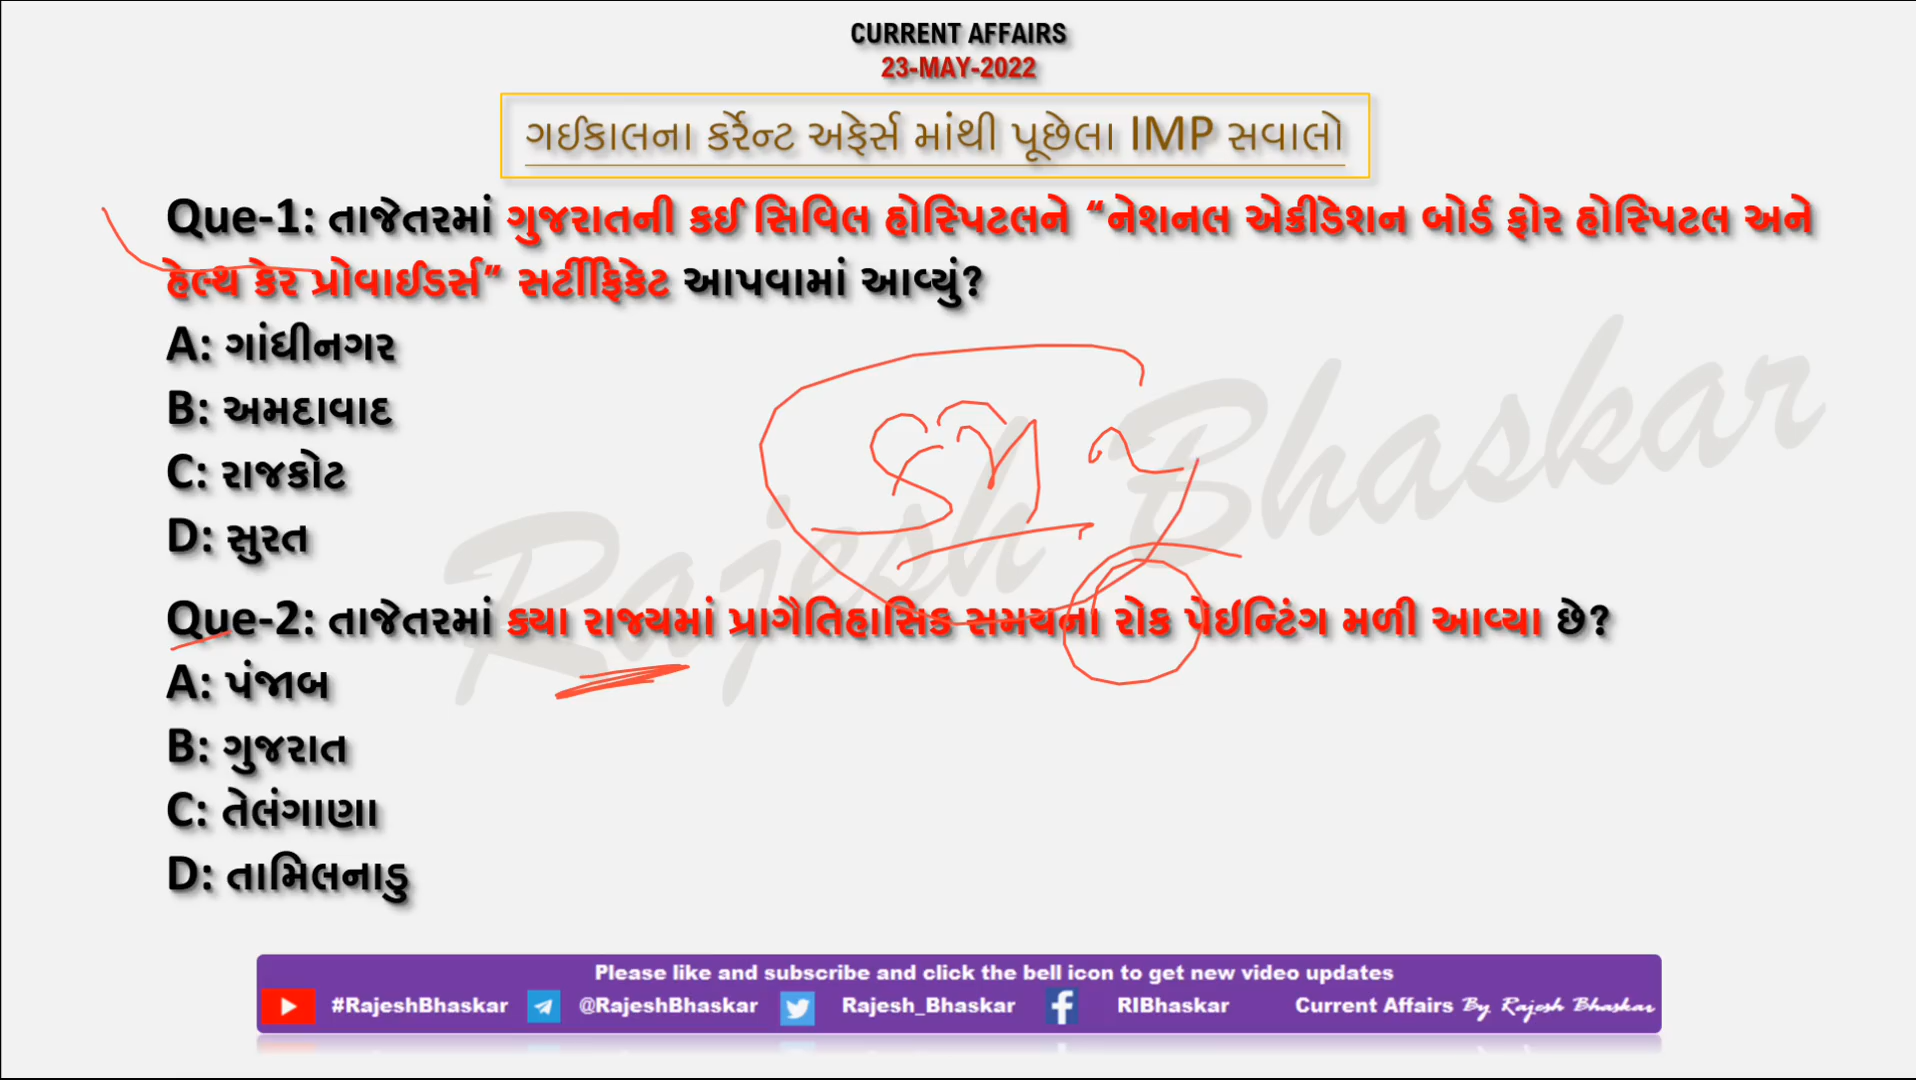 CURRENT AFFAIRS
23-MAY-2022
ગઈકાલના કર્રેન્ટ અફેર્સ માંથી પૂછેલા IMP સવાલો
Que-1: તાજેતરમાં ગુજરાતની કઈ સિવિલ હોસ્પિટલને “નેશનલ એક્રીડેશન બોર્ડ ફોર હોસ્પિટલ અને
હેલ્થ કેર પ્રોવાઈડર્સ” સર્ટીફિકેટ આપવામાં આવ્યું?
A: ગાંધીનગર
B: અમદાવાદ
C: રાજકોટ
D: સુરત
Rajesh Bhaskar
Que-2: તાજેતરમાં ક્યા રાજ્યમાં પ્રાગૈતિહાસિક સમયના રોક પેઈન્ટિંગ મળી આવ્યા છે?
A: પંજાબ
B: ગુજરાત
C: તેલંગાણા
D: તામિલનાડુ
Please like and subscribe and click the bell icon to get new video updates
#RajeshBhaskar @RajeshBhaskar Rajesh_Bhaskar RIBhaskar Current Affairs By Rajesh Bhaskar